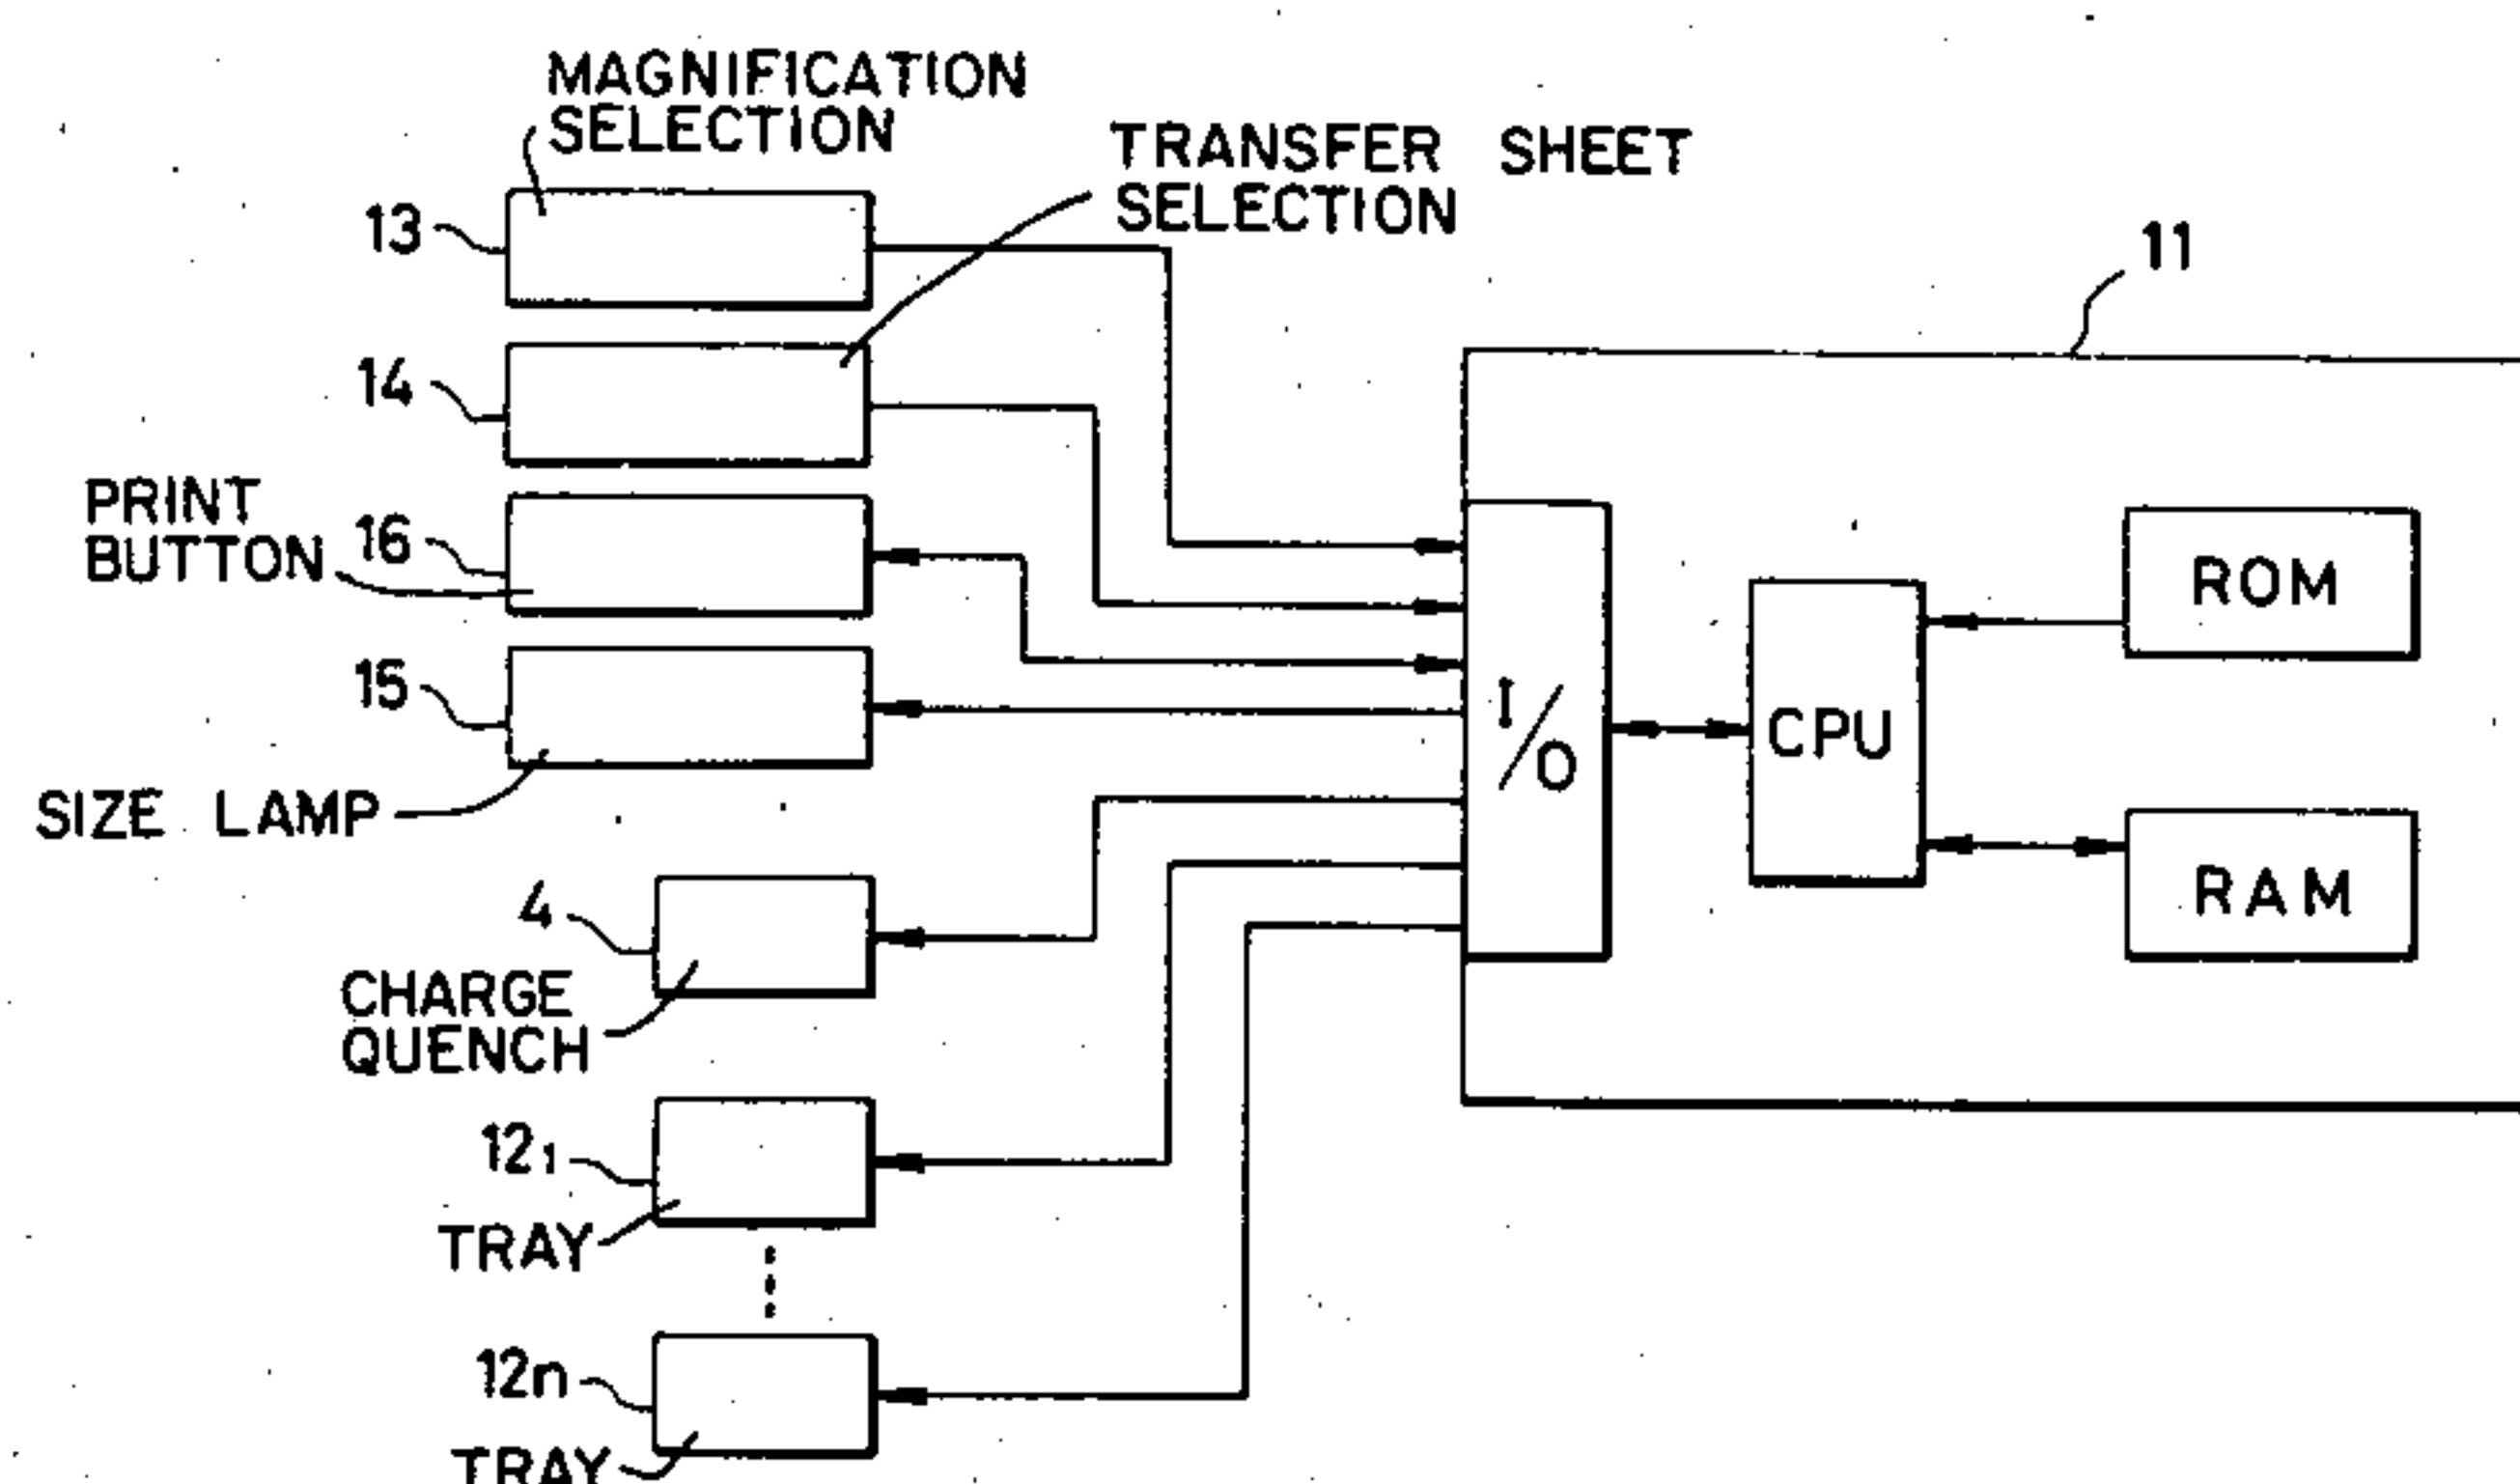 MAGNIFICATION
SELECTION
TRANSFER SHEET
SELECTION
13
11
14
PRINT
BUTTON
16
15
SIZE LAMP
I/O
CPU
ROM
RAM
4
CHARGE
QUENCH
12₁
TRAY
12n
TRAY